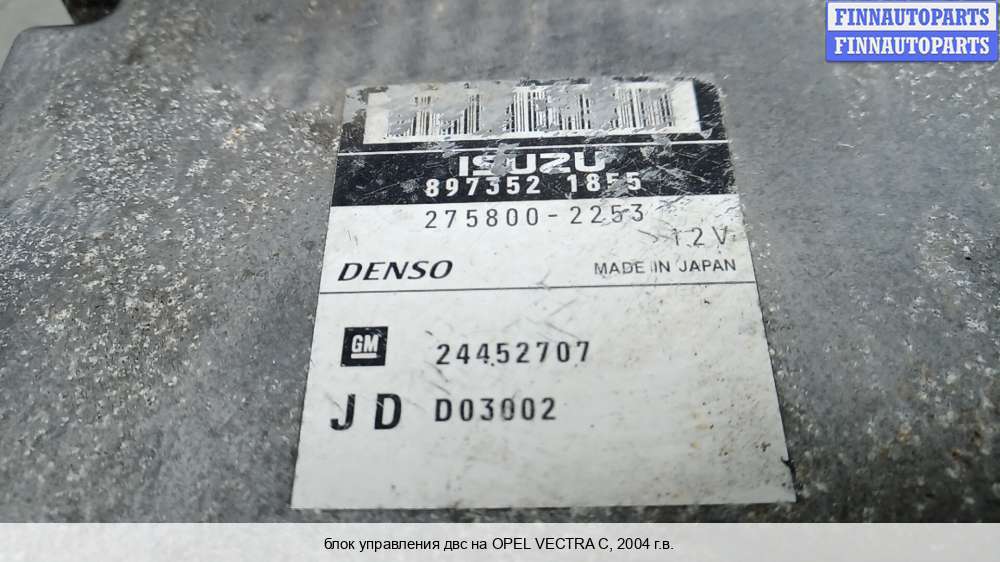 FINNAUTOPARTS
FINNAUTOPARTS
ISUZU
897352
275800-2253
12V
DENSO
MADE IN JAPAN
GM
24452707
JD D03002
блок управления двс на OPEL VECTRA C, 2004 г.в.